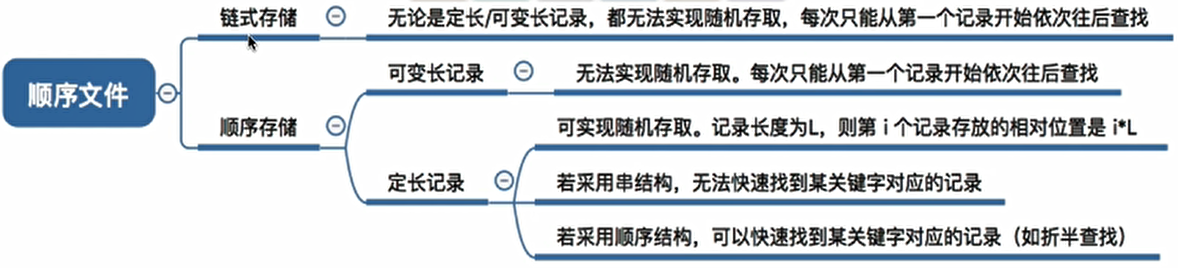 链式存储
无论是定长/可变长记录，都无法实现随机存取，每次只能从第一个记录开始依次往后查找
顺序文件
可变长记录
无法实现随机存取。每次只能从第一个记录开始依次往后查找
顺序存储
可实现随机存取。记录长度为L，则第 i 个记录存放的相对位置是 i*L
定长记录
若采用串结构，无法快速找到某关键字对应的记录
若采用顺序结构，可以快速找到某关键字对应的记录（如折半查找）